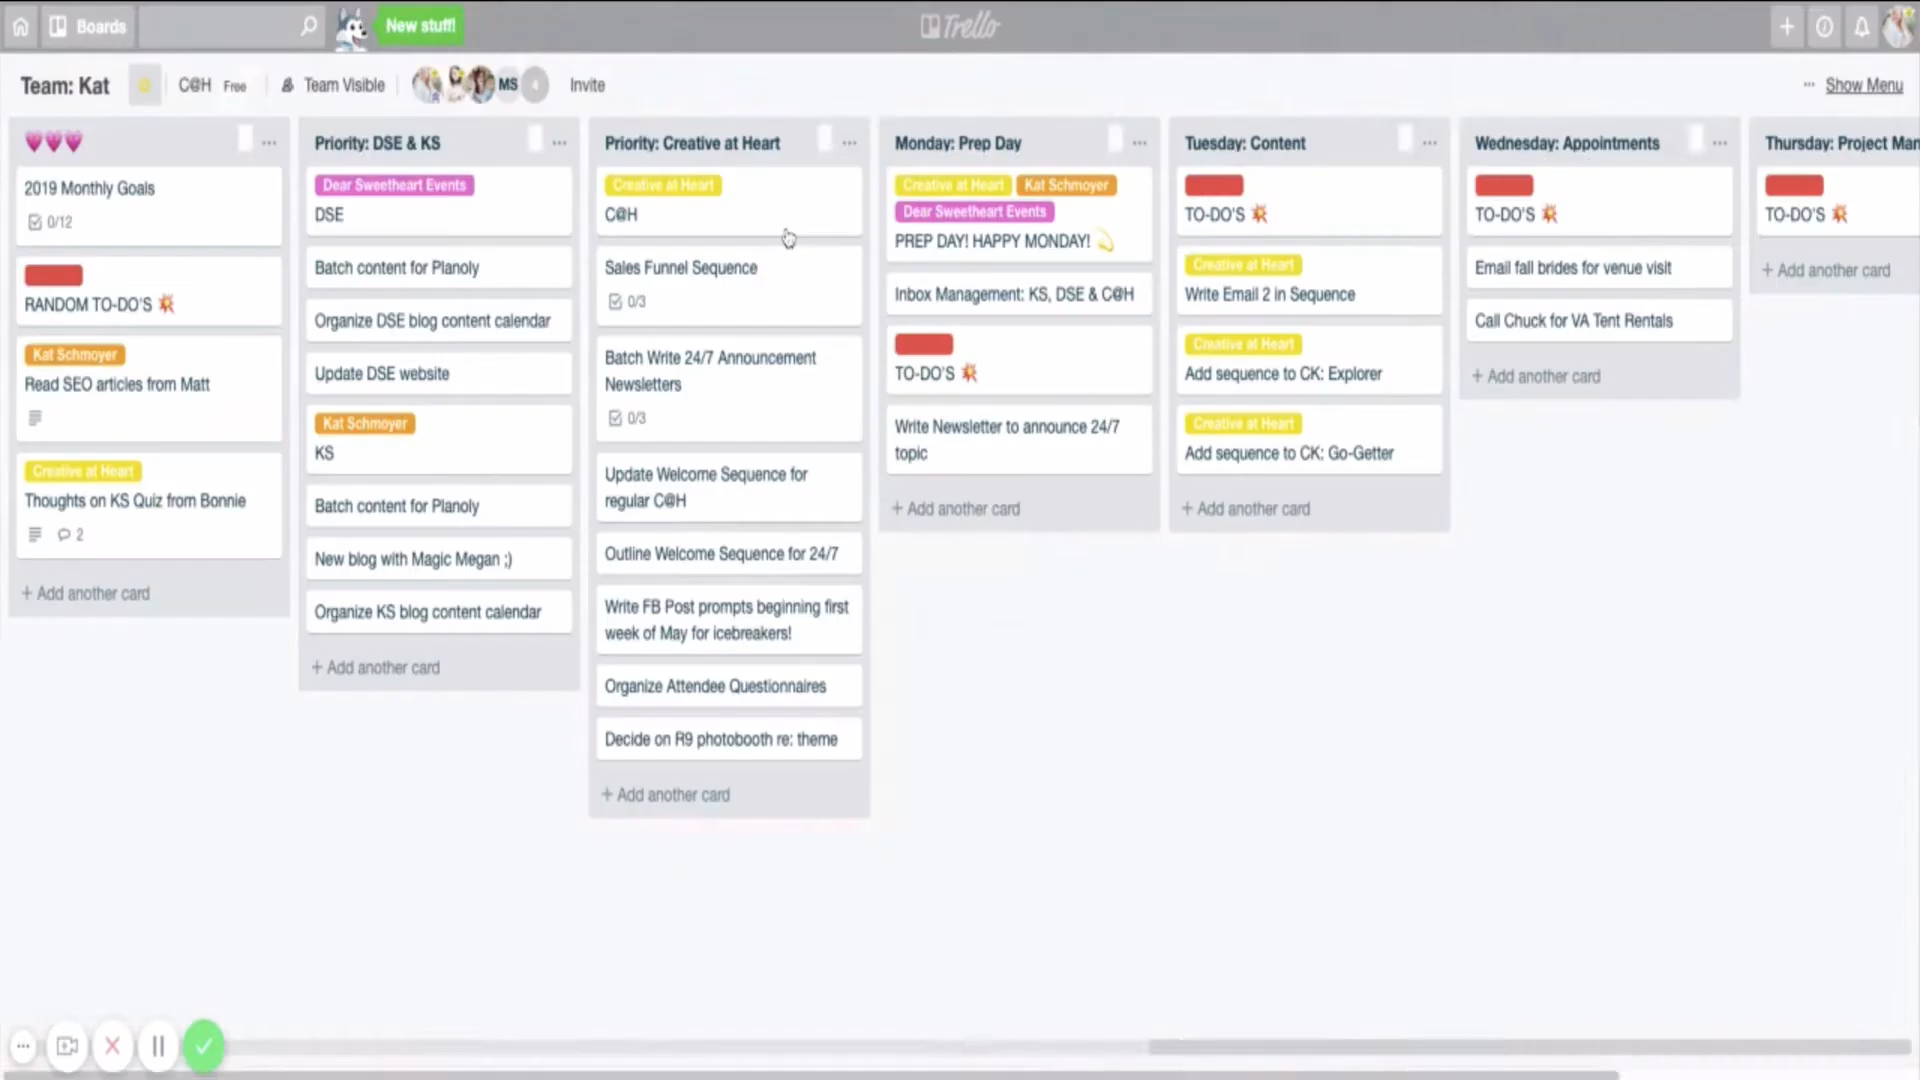 Boards
New stuff!
Trello
Team: Kat
C@H
Free
Team Visible
MS
4
Invite
Show Menu
2019 Monthly Goals
0/12
RANDOM TO-DO'S
Kat Schmoyer
Read SEO articles from Matt
Creative at Heart
Thoughts on KS Quiz from Bonnie
2
+ Add another card
Priority: DSE & KS
Dear Sweetheart Events
DSE
Batch content for Planoly
Organize DSE blog content calendar
Update DSE website
Kat Schmoyer
KS
Batch content for Planoly
New blog with Magic Megan ;)
Organize KS blog content calendar
+ Add another card
Priority: Creative at Heart
Creative at Heart
C@H
Sales Funnel Sequence
0/3
Batch Write 24/7 Announcement
Newsletters
0/3
Update Welcome Sequence for
regular C@H
Outline Welcome Sequence for 24/7
Write FB Post prompts beginning first
week of May for icebreakers!
Organize Attendee Questionnaires
Decide on R9 photobooth re: theme
+ Add another card
Monday: Prep Day
Creative at Heart Kat Schmoyer
Dear Sweetheart Events
PREP DAY! HAPPY MONDAY!
Inbox Management: KS, DSE & C@H
TO-DO'S
Write Newsletter to announce 24/7
topic
+ Add another card
Tuesday: Content
TO-DO'S
Creative at Heart
Write Email 2 in Sequence
Creative at Heart
Add sequence to CK: Explorer
Creative at Heart
Add sequence to CK: Go-Getter
+ Add another card
Wednesday: Appointments
TO-DO'S
Email fall brides for venue visit
Call Chuck for VA Tent Rentals
+ Add another card
Thursday: Project Man
TO-DO'S
+ Add another card